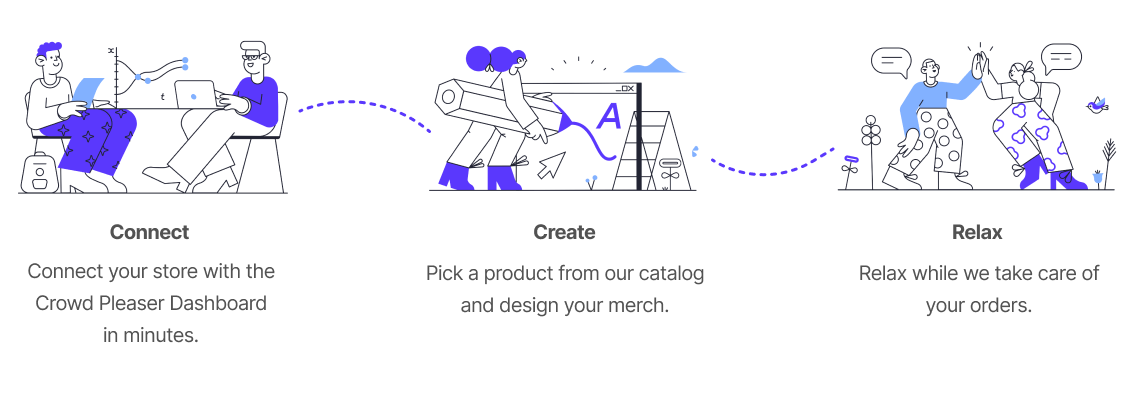 x
t
_DX
A
Connect
Connect your store with the
Crowd Pleaser Dashboard
in minutes.
Create
Pick a product from our catalog
and design your merch.
Relax
Relax while we take care of
your orders.